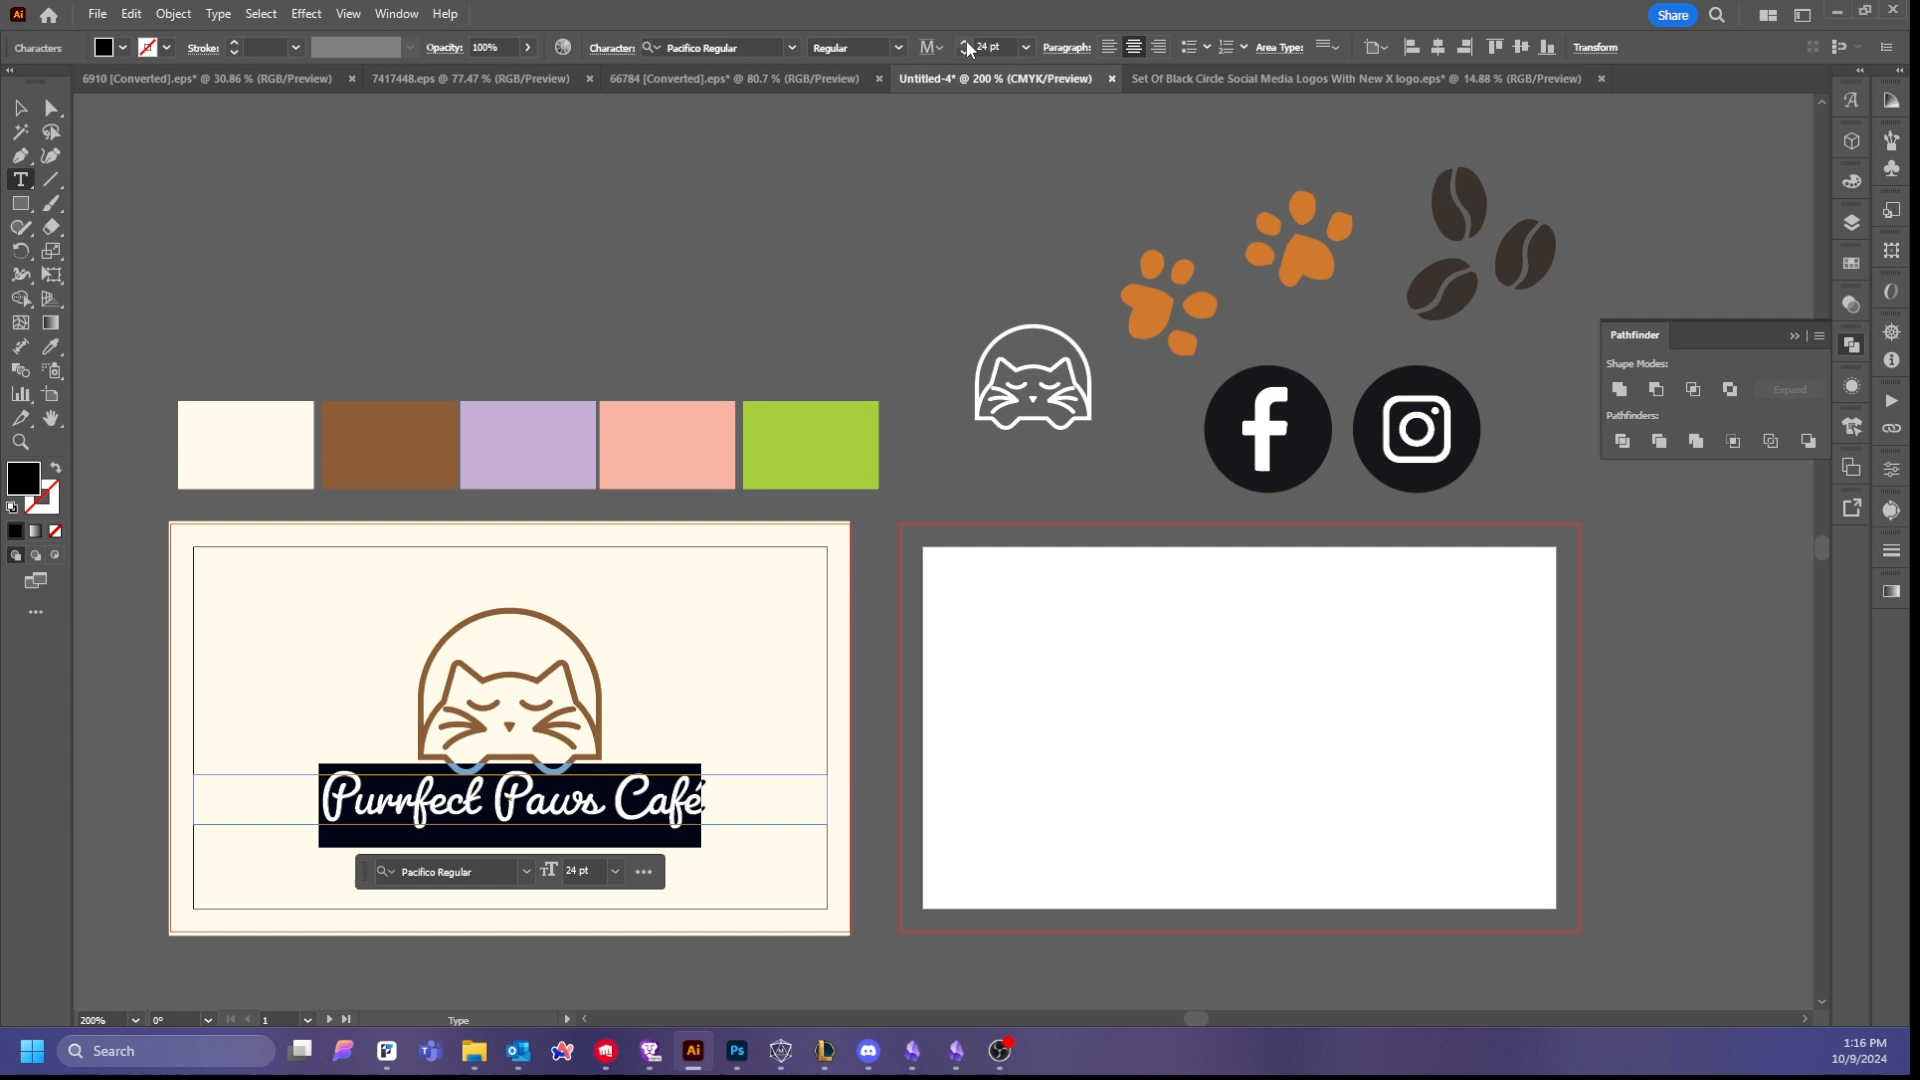 Ai File Edit Object Type Select Effect View Window Help Share
Characters Stroke: Opacity: 100% Character: Pacifico Regular Regular 24 pt Paragraph: Area Type: Transform
6910 [Converted].eps* @ 30.86 % (RGB/Preview) 7417448.eps @ 77.47 % (RGB/Preview) 66784 [Converted].eps* @ 80.7 % (RGB/Preview) Untitled-4* @ 200 % (CMYK/Preview) Set Of Black Circle Social Media Logos With New X logo.eps* @ 14.88 % (RGB/Preview)
Pathfinder
Shape Modes:
Expand
Pathfinders:
Purrfect Paws Café
Pacifico Regular 24 pt
200% 0° 1 Type
Search Ai Ps
1:16 PM
10/9/2024